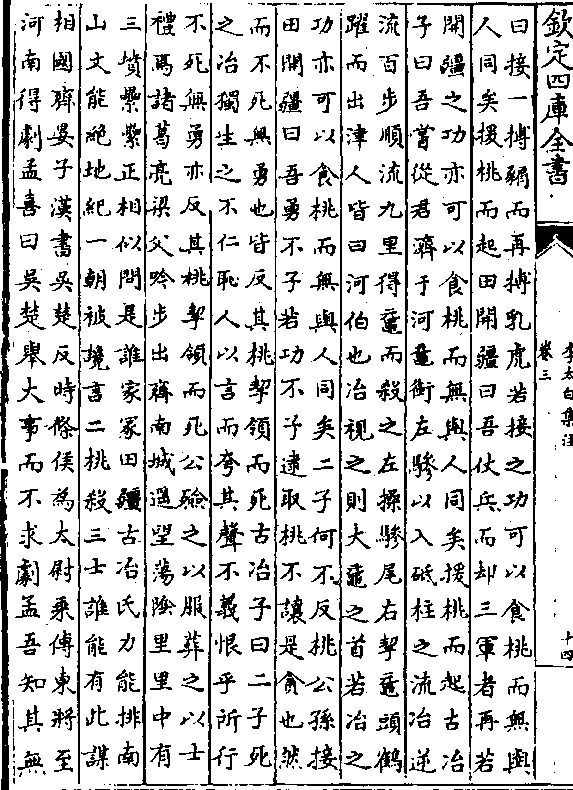 欽定四庫全書
李太白集注
卷三
十四
曰接一搏而再搏乳虎若接之功可以食桃而無與
人同矣援桃而起田開疆曰吾仗兵而却三軍者再若
開疆之功亦可以食桃而無與人同矣援桃而起古冶
子曰吾嘗從君濟于河黿銜左驂以入砥柱之流冶逆
流百步順流九里得黿而殺之左操驂尾右挈黿頭鶴
躍而出津人皆曰河伯也冶視之則大黿之首若冶之
功亦可以食桃而無與人同矣二子何不反桃公孫接
田開疆曰吾勇不子若功不子逮取桃不讓是貪也然
而不死無勇也皆反其桃挈領而死古冶子曰二子死
之冶獨生之不仁恥人以言而夸其聲不義恨乎所行
不死無勇亦反其桃挈領而死公殮之以服葬之以士
禮焉諸葛亮梁父吟步出齊南城遥望蕩陰里里中有
三墳纍纍正相似問是誰家冢田疆古冶氏力能排南
山文能絶地紀一朝被讒言二桃殺三士誰能有此謀
相國齊晏子漢書吳楚反時條侯為太尉乘傳東將至
河南得劇孟喜曰吳楚舉大事而不求劇孟吾知其無